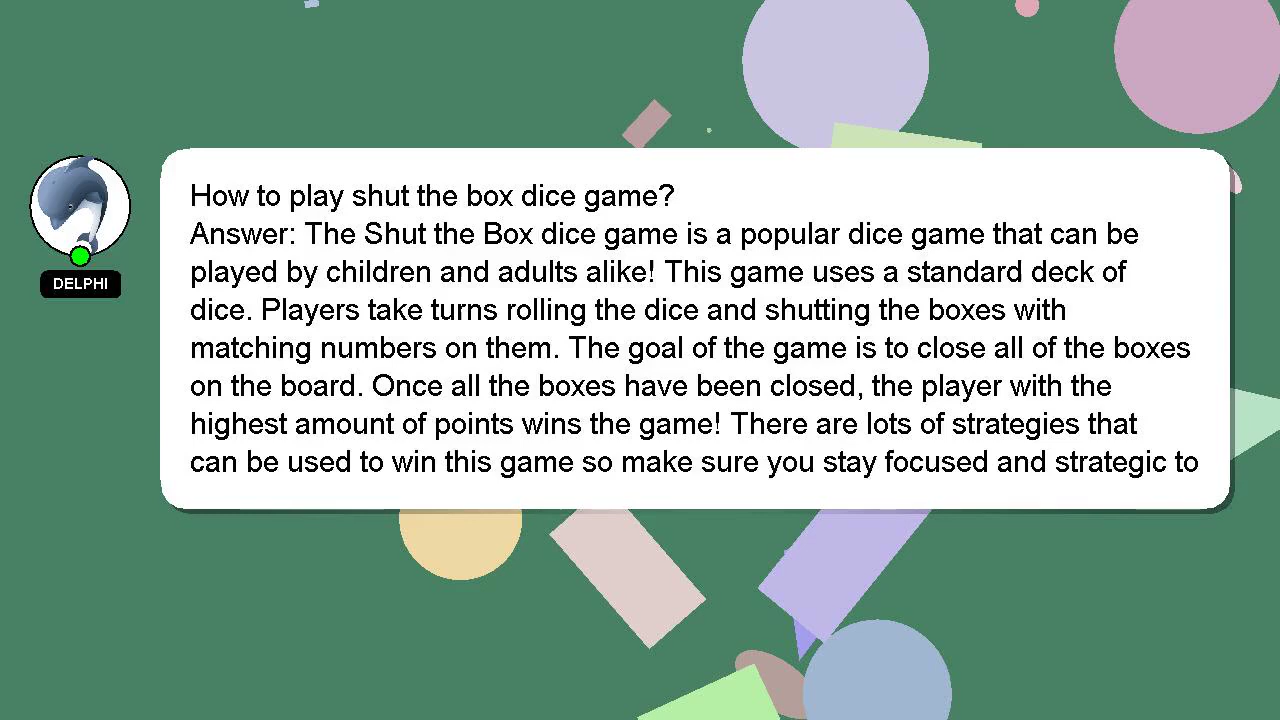 How to play shut the box dice game?
Answer: The Shut the Box dice game is a popular dice game that can be
played by children and adults alike! This game uses a standard deck of
dice. Players take turns rolling the dice and shutting the boxes with
matching numbers on them. The goal of the game is to close all of the boxes
on the board. Once all the boxes have been closed, the player with the
highest amount of points wins the game! There are lots of strategies that
can be used to win this game so make sure you stay focused and strategic to
DELPHI